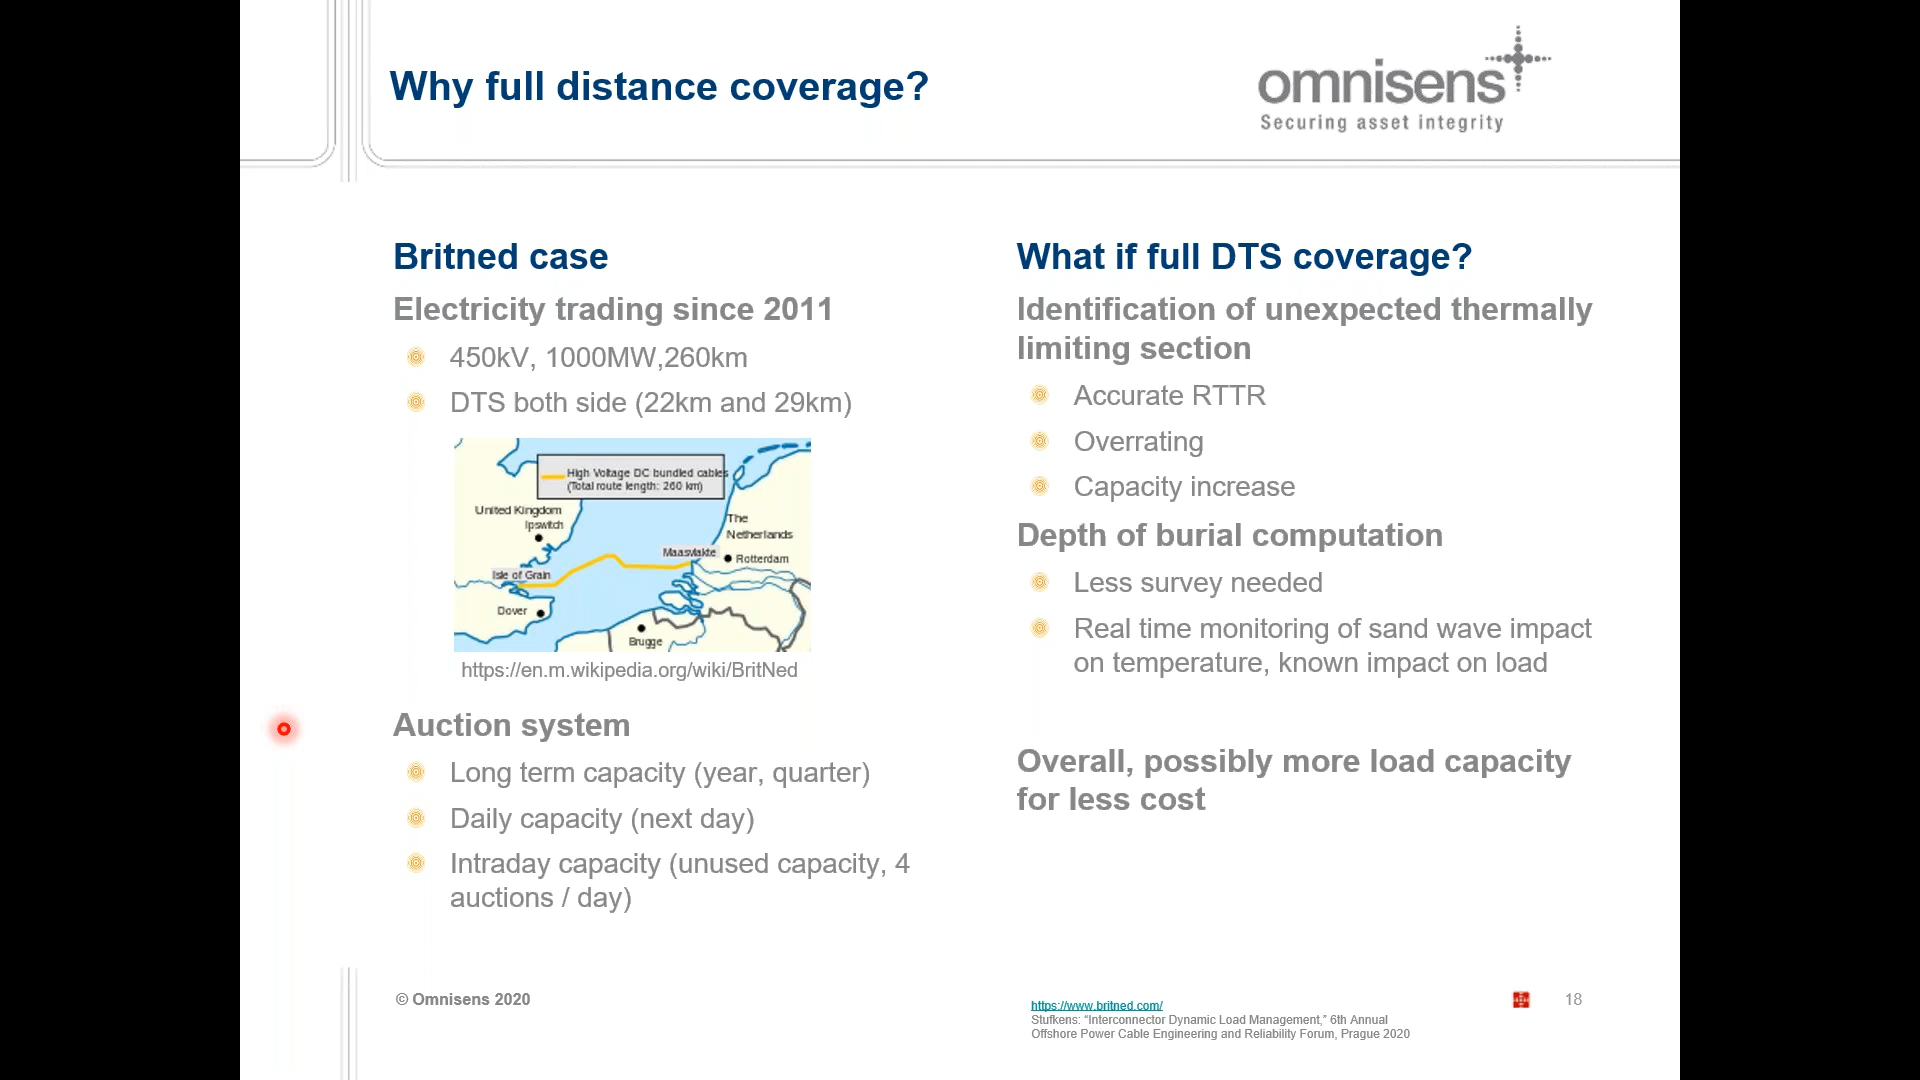 Why full distance coverage?
omnisens
Securing asset integrity
Britned case
Electricity trading since 2011
450kV, 1000MW,260km
DTS both side (22km and 29km)
High Voltage DC bundled cables
(Total route length: 260 km)
United Kingdom
Ipswitch
The
Netherlands
Maasvlakte
Rotterdam
Isle of Grain
Dover
Brugge
https://en.m.wikipedia.org/wiki/BritNed
Auction system
Long term capacity (year, quarter)
Daily capacity (next day)
Intraday capacity (unused capacity, 4
auctions / day)
What if full DTS coverage?
Identification of unexpected thermally
limiting section
Accurate RTTR
Overrating
Capacity increase
Depth of burial computation
Less survey needed
Real time monitoring of sand wave impact
on temperature, known impact on load
Overall, possibly more load capacity
for less cost
© Omnisens 2020
https://www.britned.com/
Stufkens: “Interconnector Dynamic Load Management,” 6th Annual
Offshore Power Cable Engineering and Reliability Forum, Prague 2020
18